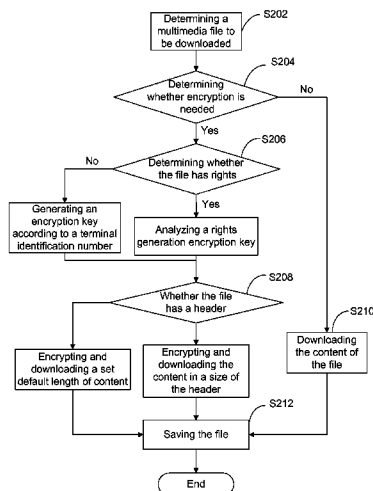 S202
Determining a
multimedia file to
be downloaded
S204
Determining
whether encryption is
needed
No
Yes
S206
No
Determining whether
the file has rights
Generating an
encryption key
according to a terminal
identification number
Yes
Analyzing a rights
generation encryption key
S208
Whether the file
has a header
S210
Encrypting and
downloading a set
default length of content
Encrypting and
downloading the
content in a size of
the header
Downloading
the content of
the file
S212
Saving the file
End